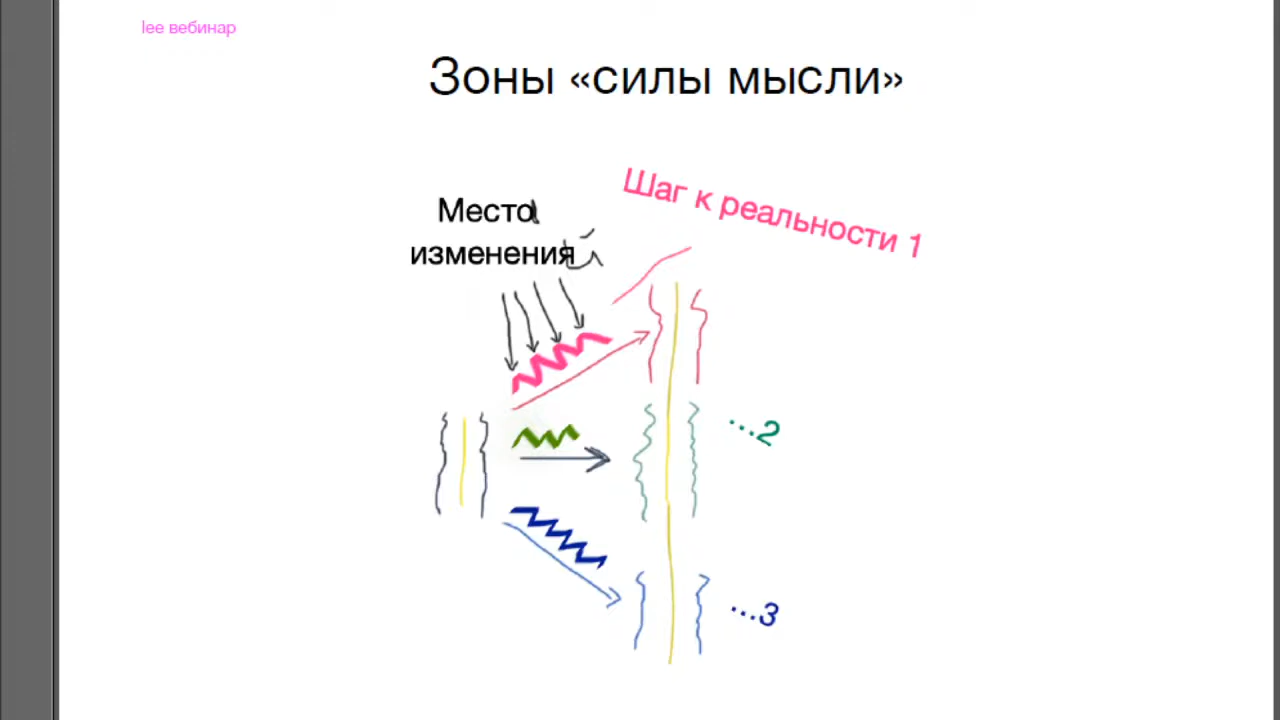 lee вебинар
Зоны «силы мысли»
Шаг к реальности 1
Место
изменения
...2
...3